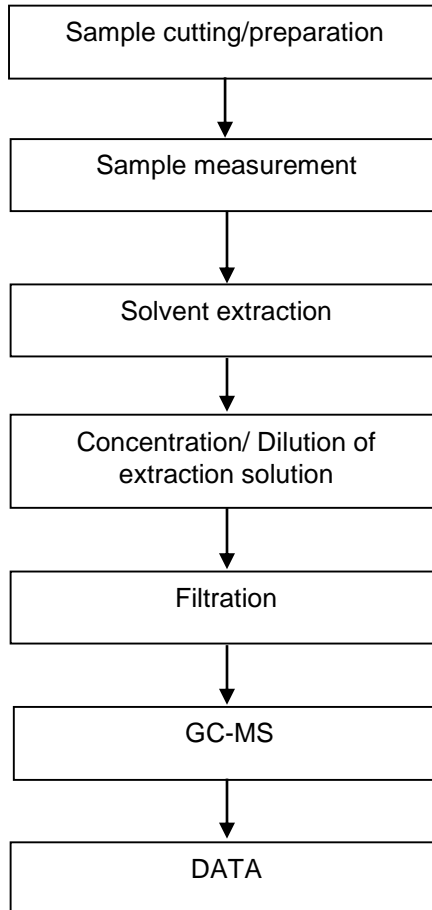 Sample cutting/preparation
Sample measurement
Solvent extraction
Concentration/ Dilution of
extraction solution
Filtration
GC-MS
DATA